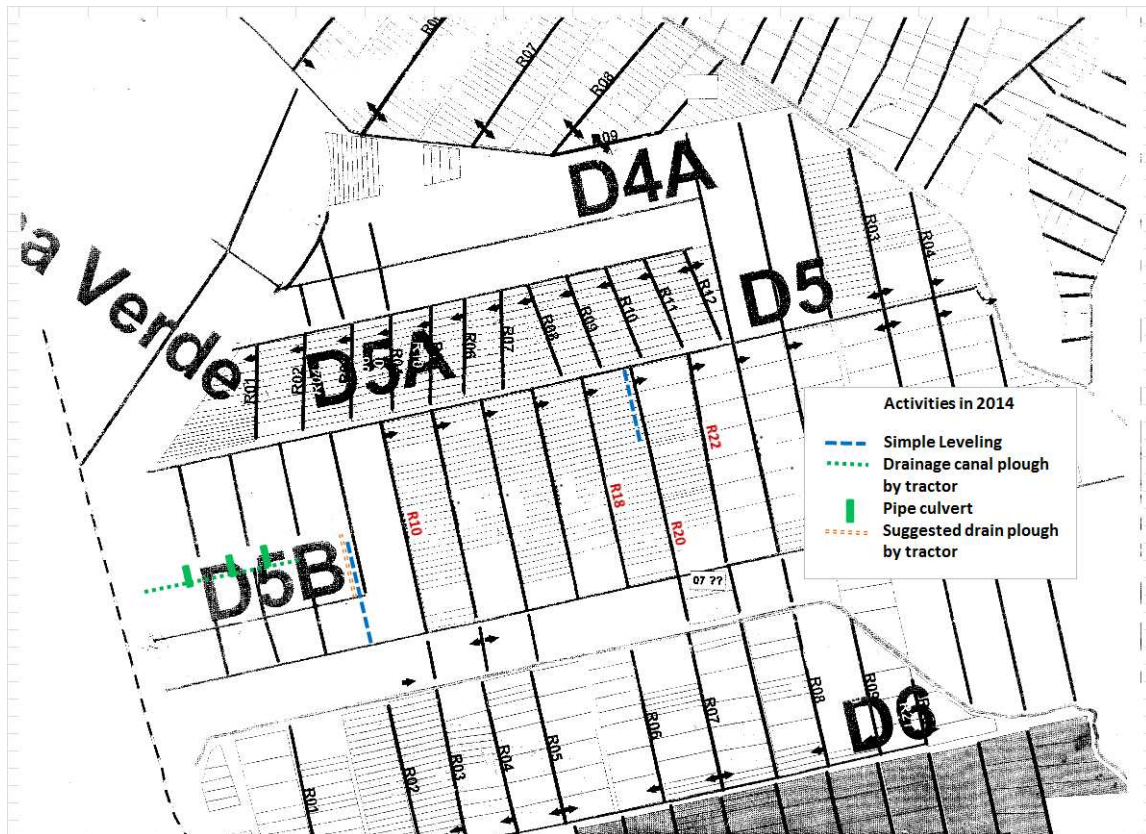 R07
R08
09
D4A
a Verde
D5
R03
R04
R12
R11
R10
R09
R08
R07
R06
D5A
R02
R01
Activities in 2014
Simple Leveling
Drainage canal plough
by tractor
Pipe culvert
Suggested drain plough
by tractor
R22
R18
R10
R20
D5B
07 ??
R01
R02
R03
R04
R05
R06
R07
R08
R09
D6